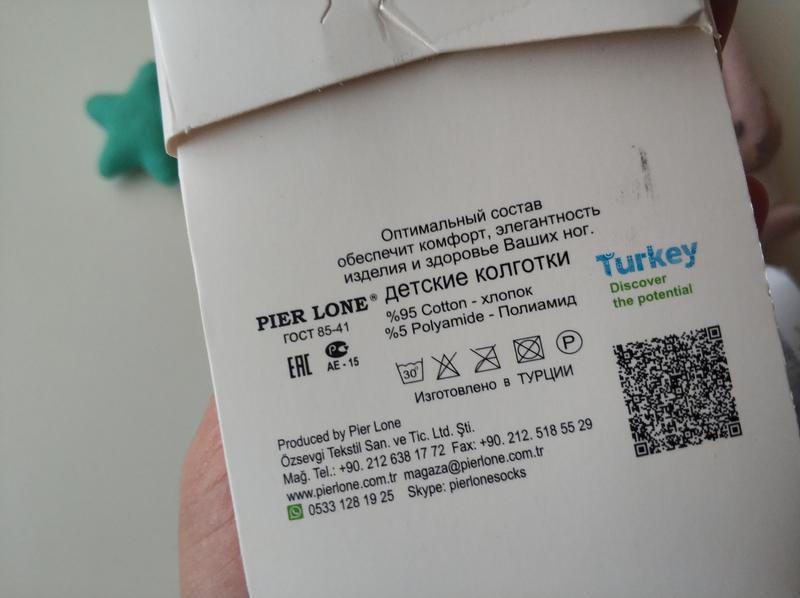 Оптимальный состав
обеспечит комфорт, элегантность
изделия и здоровье Ваших ног.
PIER LONE® детские колготки
ГОСТ 85-41
%95 Cotton - хлопок
%5 Polyamide - Полиамид
EAC
АЕ - 15
30°
P
Изготовлено в ТУРЦИИ
Turkey
Discover
the potential
Produced by Pier Lone
Özsevgi Tekstil San. ve Tic. Ltd. Şti.
Mağ. Tel.: +90. 212 638 17 72 Fax: +90. 212. 518 55 29
www.pierlone.com.tr magaza@pierlone.com.tr
0533 128 19 25 Skype: pierlonesocks